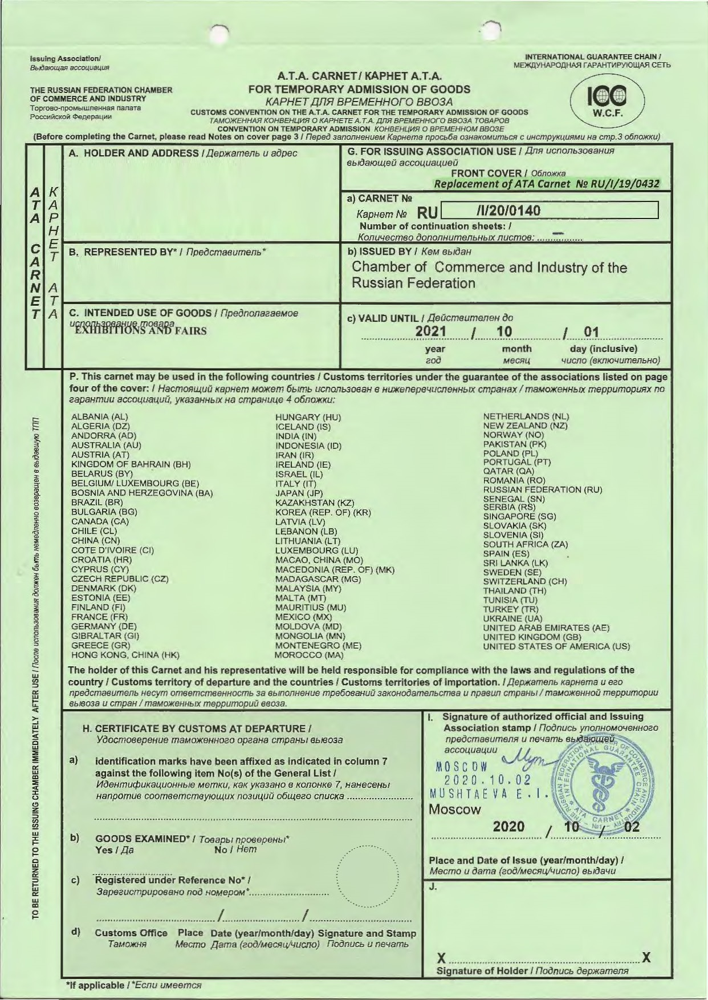 Issuing Association/
Выдающая ассоциация
INTERNATIONAL GUARANTEE CHAIN /
МЕЖДУНАРОДНАЯ ГАРАНТИРУЮЩАЯ СЕТЬ
THE RUSSIAN FEDERATION CHAMBER
OF COMMERCE AND INDUSTRY
Торгово-промышленная палата
Российской Федерации
A.T.A. CARNET/ КАРНЕТ А.Т.А.
FOR TEMPORARY ADMISSION OF GOODS
КАРНЕТ ДЛЯ ВРЕМЕННОГО ВВОЗА
CUSTOMS CONVENTION ON THE A.T.A. CARNET FOR THE TEMPORARY ADMISSION OF GOODS
ТАМОЖЕННАЯ КОНВЕНЦИЯ О КАРНЕТЕ А.Т.А. ДЛЯ ВРЕМЕННОГО ВВОЗА ТОВАРОВ
CONVENTION ON TEMPORARY ADMISSION КОНВЕНЦИЯ О ВРЕМЕННОМ ВВОЗЕ
ICC
W.C.F.
(Before completing the Carnet, please read Notes on cover page 3 / Перед заполнением Карнета просьба ознакомиться с инструкциями на стр.3 обложки)
ATA CARNET
КАРНЕТ АТА
A. HOLDER AND ADDRESS / Держатель и адрес
G. FOR ISSUING ASSOCIATION USE / Для использования
выдающей ассоциацией
FRONT COVER / Обложка
Replacement of ATA Carnet № RU/I/19/0432
a) CARNET №
Карнет № RU /I/20/0140
Number of continuation sheets: /
Количество дополнительных листов: ....–....
B. REPRESENTED BY* / Представитель*
b) ISSUED BY / Кем выдан
Chamber of Commerce and Industry of the
Russian Federation
C. INTENDED USE OF GOODS / Предполагаемое
использование товара
EXHIBITIONS AND FAIRS
c) VALID UNTIL / Действителен до
2021 / 10 / 01
year month day (inclusive)
год месяц число (включительно)
P. This carnet may be used in the following countries / Customs territories under the guarantee of the associations listed on page
four of the cover: / Настоящий карнет может быть использован в нижеперечисленных странах / таможенных территориях по
гарантии ассоциаций, указанных на странице 4 обложки:
ALBANIA (AL)
ALGERIA (DZ)
ANDORRA (AD)
AUSTRALIA (AU)
AUSTRIA (AT)
KINGDOM OF BAHRAIN (BH)
BELARUS (BY)
BELGIUM/ LUXEMBOURG (BE)
BOSNIA AND HERZEGOVINA (BA)
BRAZIL (BR)
BULGARIA (BG)
CANADA (CA)
CHILE (CL)
CHINA (CN)
COTE D'IVOIRE (CI)
CROATIA (HR)
CYPRUS (CY)
CZECH REPUBLIC (CZ)
DENMARK (DK)
ESTONIA (EE)
FINLAND (FI)
FRANCE (FR)
GERMANY (DE)
GIBRALTAR (GI)
GREECE (GR)
HONG KONG, CHINA (HK)
HUNGARY (HU)
ICELAND (IS)
INDIA (IN)
INDONESIA (ID)
IRAN (IR)
IRELAND (IE)
ISRAEL (IL)
ITALY (IT)
JAPAN (JP)
KAZAKHSTAN (KZ)
KOREA (REP. OF) (KR)
LATVIA (LV)
LEBANON (LB)
LITHUANIA (LT)
LUXEMBOURG (LU)
MACAO, CHINA (MO)
MACEDONIA (REP. OF) (MK)
MADAGASCAR (MG)
MALAYSIA (MY)
MALTA (MT)
MAURITIUS (MU)
MEXICO (MX)
MOLDOVA (MD)
MONGOLIA (MN)
MONTENEGRO (ME)
MOROCCO (MA)
NETHERLANDS (NL)
NEW ZEALAND (NZ)
NORWAY (NO)
PAKISTAN (PK)
POLAND (PL)
PORTUGAL (PT)
QATAR (QA)
ROMANIA (RO)
RUSSIAN FEDERATION (RU)
SENEGAL (SN)
SERBIA (RS)
SINGAPORE (SG)
SLOVAKIA (SK)
SLOVENIA (SI)
SOUTH AFRICA (ZA)
SPAIN (ES)
SRI LANKA (LK)
SWEDEN (SE)
SWITZERLAND (CH)
THAILAND (TH)
TUNISIA (TU)
TURKEY (TR)
UKRAINE (UA)
UNITED ARAB EMIRATES (AE)
UNITED KINGDOM (GB)
UNITED STATES OF AMERICA (US)
The holder of this Carnet and his representative will be held responsible for compliance with the laws and regulations of the
country / Customs territory of departure and the countries / Customs territories of importation. / Держатель карнета и его
представитель несут ответственность за выполнение требований законодательства и правил страны / таможенной территории
вывоза и стран / таможенных территорий ввоза.
TO BE RETURNED TO THE ISSUING CHAMBER IMMEDIATELY AFTER USE / После использования должен быть немедленно возвращен в выдавшую ТПП
H. CERTIFICATE BY CUSTOMS AT DEPARTURE /
Удостоверение таможенного органа страны вывоза
a) identification marks have been affixed as indicated in column 7
against the following item No(s) of the General List /
Идентификационные метки, как указано в колонке 7, нанесены
напротив соответствующих позиций общего списка
b) GOODS EXAMINED* / Товары проверены*
Yes / Да No / Нет
c) Registered under Reference No* /
Зарегистрировано под номером*
/ /
d) Customs Office Place Date (year/month/day) Signature and Stamp
Таможня Место Дата (год/месяц/число) Подпись и печать
I. Signature of authorized official and Issuing
Association stamp / Подпись уполномоченного
представителя и печать выдающей
ассоциации
MOSCOW
2020.10.02
MUSHTAEVA E.I.
THE RUSSIAN FEDERATION CHAMBER OF COMMERCE AND INDUSTRY
INTERNATIONAL GUARANTEE CHAIN
* ATA CARNET *
Moscow
2020 / 10 / 02
Place and Date of Issue (year/month/day) /
Место и дата (год/месяц/число) выдачи
J.
X X
Signature of Holder / Подпись держателя
*If applicable / *Если имеется